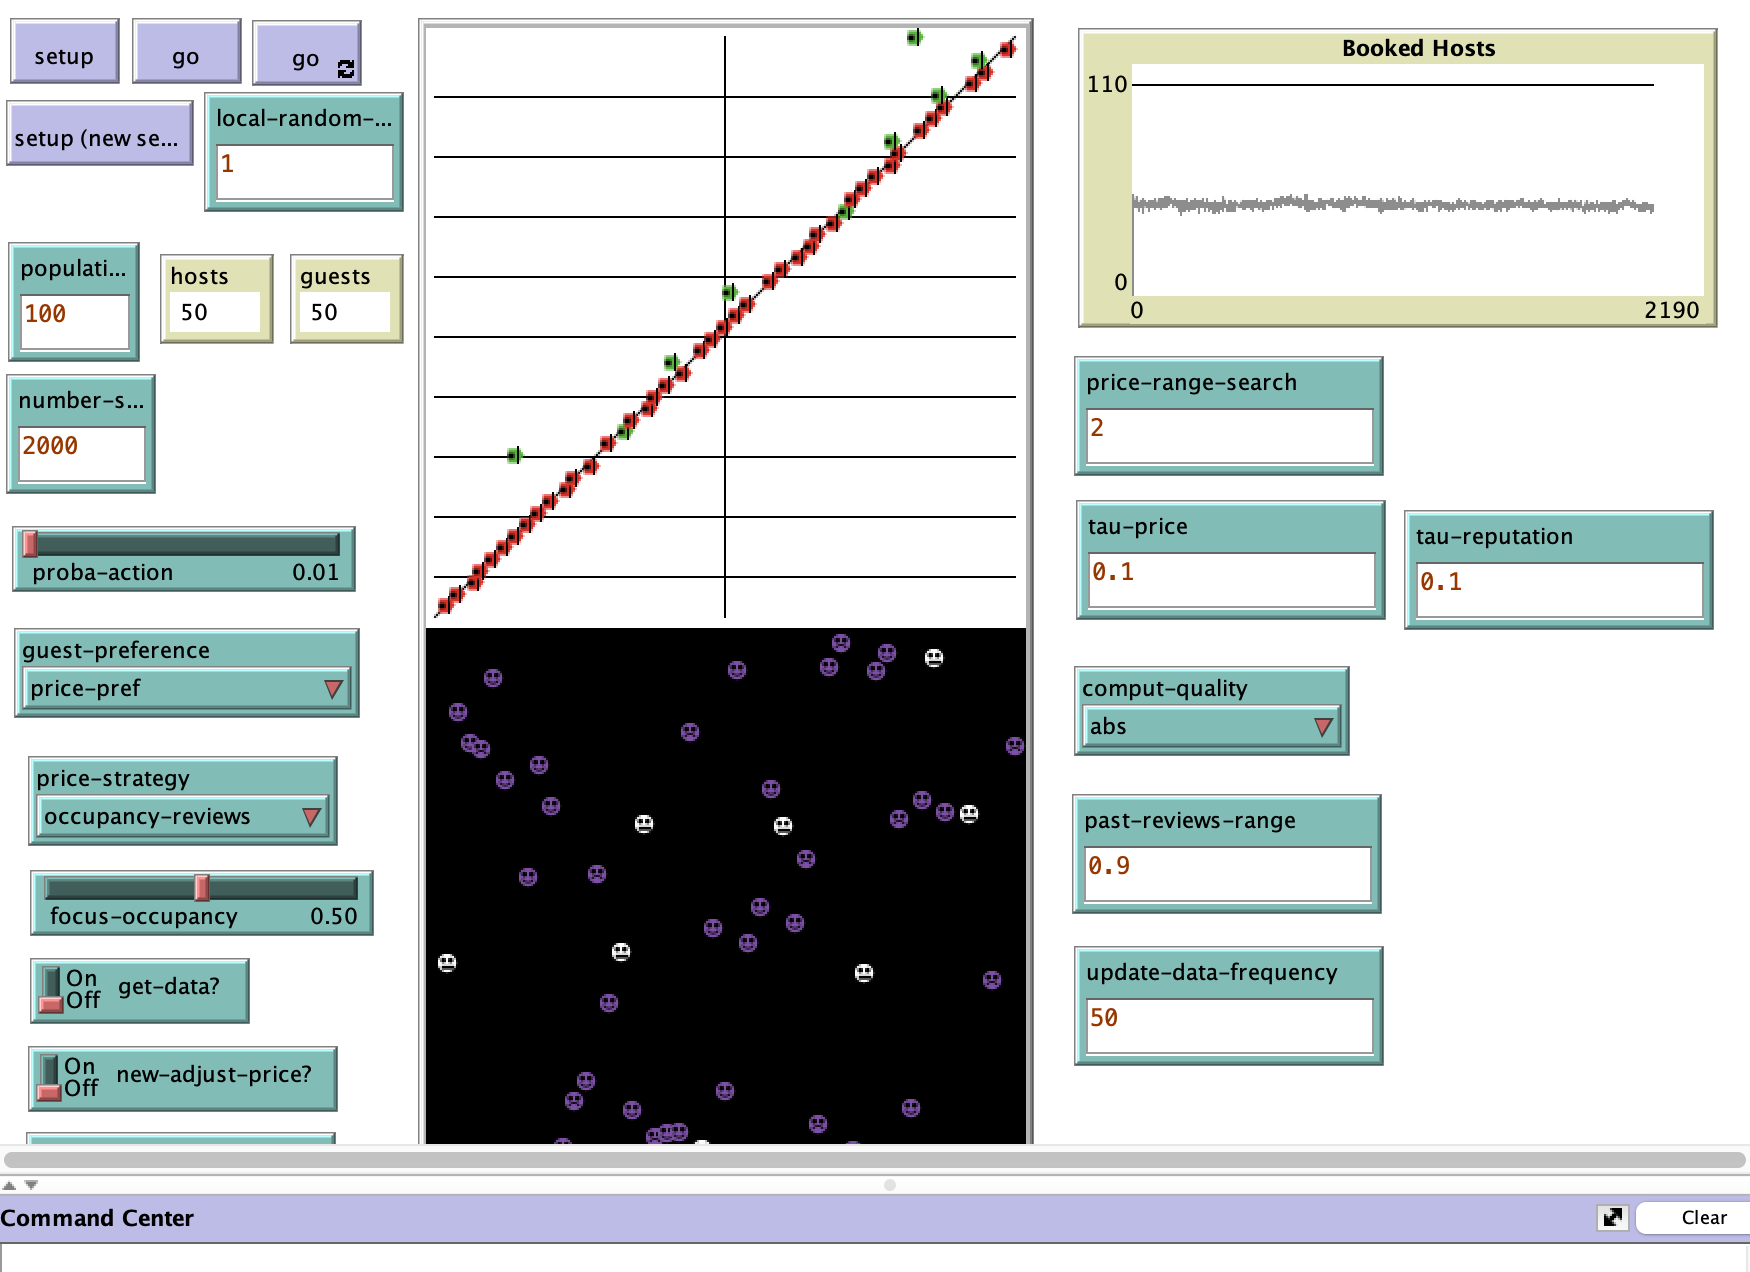 setup
go
go
setup (new se...
local-random-...
1
populati...
100
hosts
50
guests
50
number-s...
2000
proba-action
0.01
guest-preference
price-pref
price-strategy
occupancy-reviews
focus-occupancy
0.50
On
Off
get-data?
On
Off
new-adjust-price?
Booked Hosts
110
0
0
2190
price-range-search
2
tau-price
0.1
tau-reputation
0.1
comput-quality
abs
past-reviews-range
0.9
update-data-frequency
50
Command Center
Clear